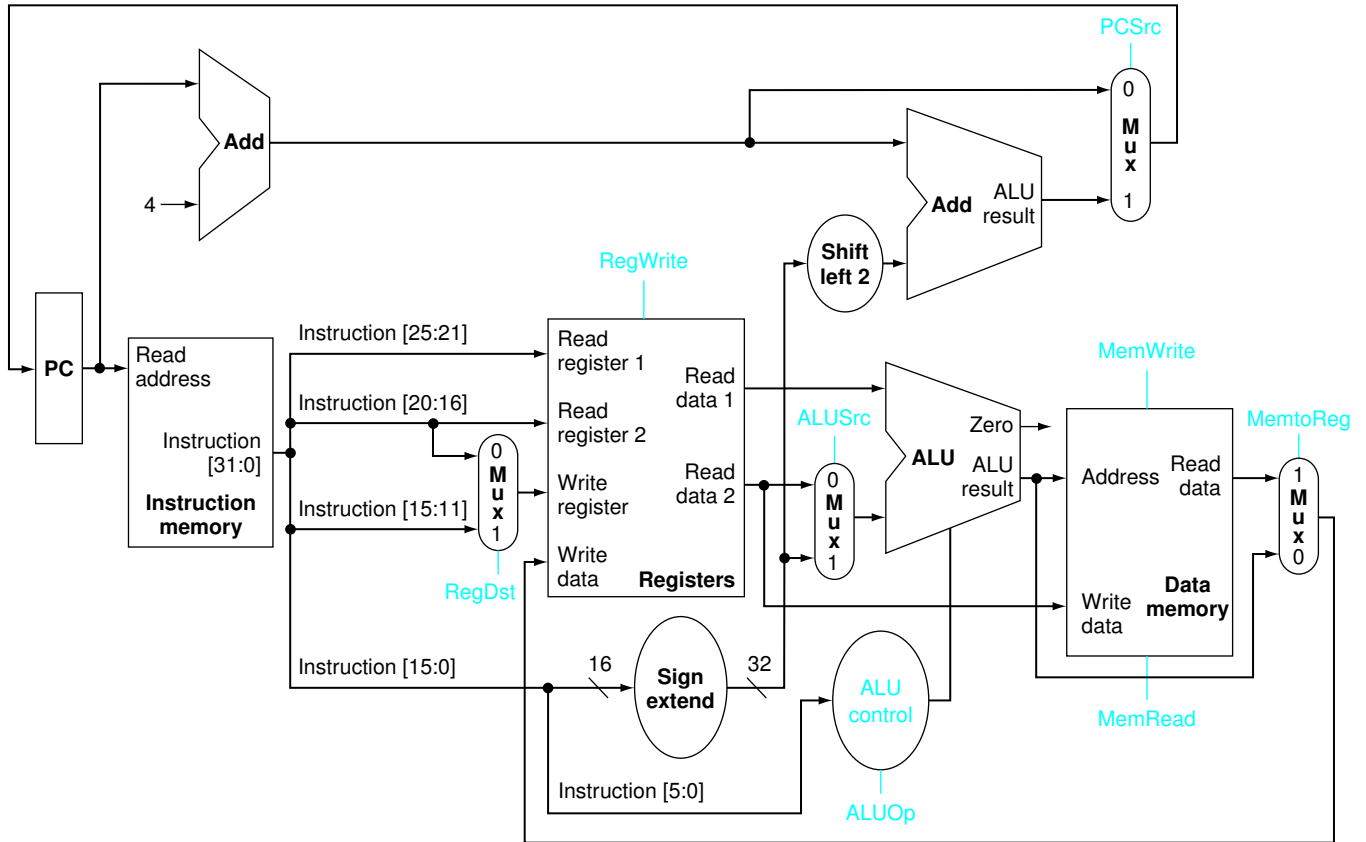 PCSrc
0
M
u
x
1
Add
4
Add
ALU
result
Shift
left 2
RegWrite
PC
Read
address
Instruction
[31:0]
Instruction
memory
Instruction [25:21]
Instruction [20:16]
Instruction [15:11]
Instruction [15:0]
0
M
u
x
1
RegDst
Read
register 1
Read
register 2
Write
register
Write
data
Read
data 1
Read
data 2
Registers
ALUSrc
0
M
u
x
1
Zero
ALU
ALU
result
MemWrite
Address
Read
data
Write
data
Data
memory
MemRead
MemtoReg
1
M
u
x
0
16
Sign
extend
32
ALU
control
Instruction [5:0]
ALUOp